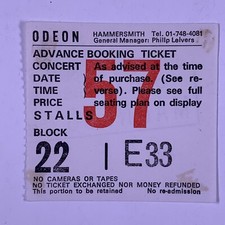 ODEON HAMMERSMITH Tel. 01-748-4081
General Manager: Philip Leivers
ADVANCE BOOKING TICKET
CONCERT As advised at the time
DATE of purchase. (See re-
TIME verse). Please see full
PRICE seating plan on display
STALLS 57
BLOCK
22 E33
NO CAMERAS OR TAPES
NO TICKET EXCHANGED NOR MONEY REFUNDED
This portion to be retained No re-admission